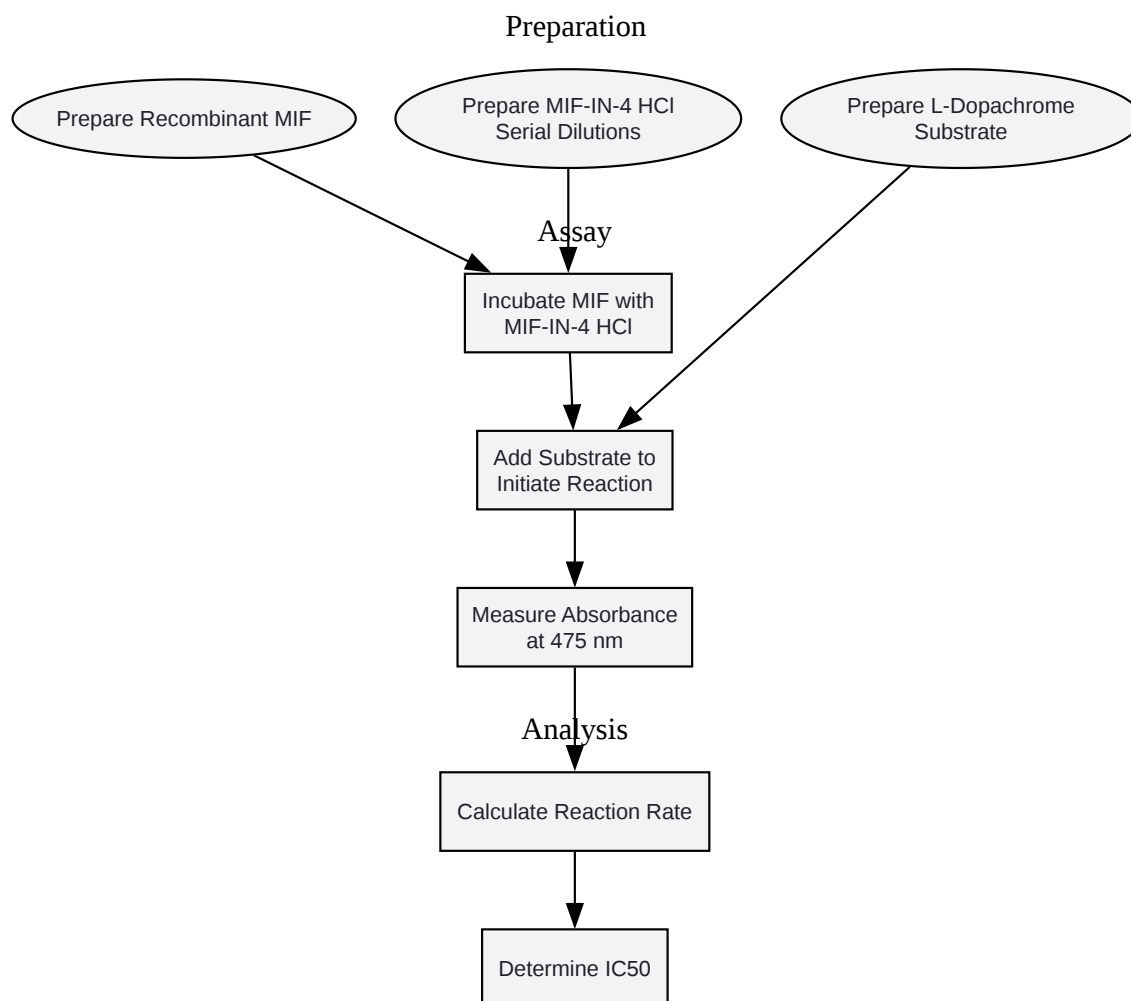 Preparation
Prepare Recombinant MIF
Prepare MIF-IN-4 HCl
Serial Dilutions
Prepare L-Dopachrome
Substrate
Assay
Incubate MIF with
MIF-IN-4 HCl
Add Substrate to
Initiate Reaction
Measure Absorbance
at 475 nm
Analysis
Calculate Reaction Rate
Determine IC50